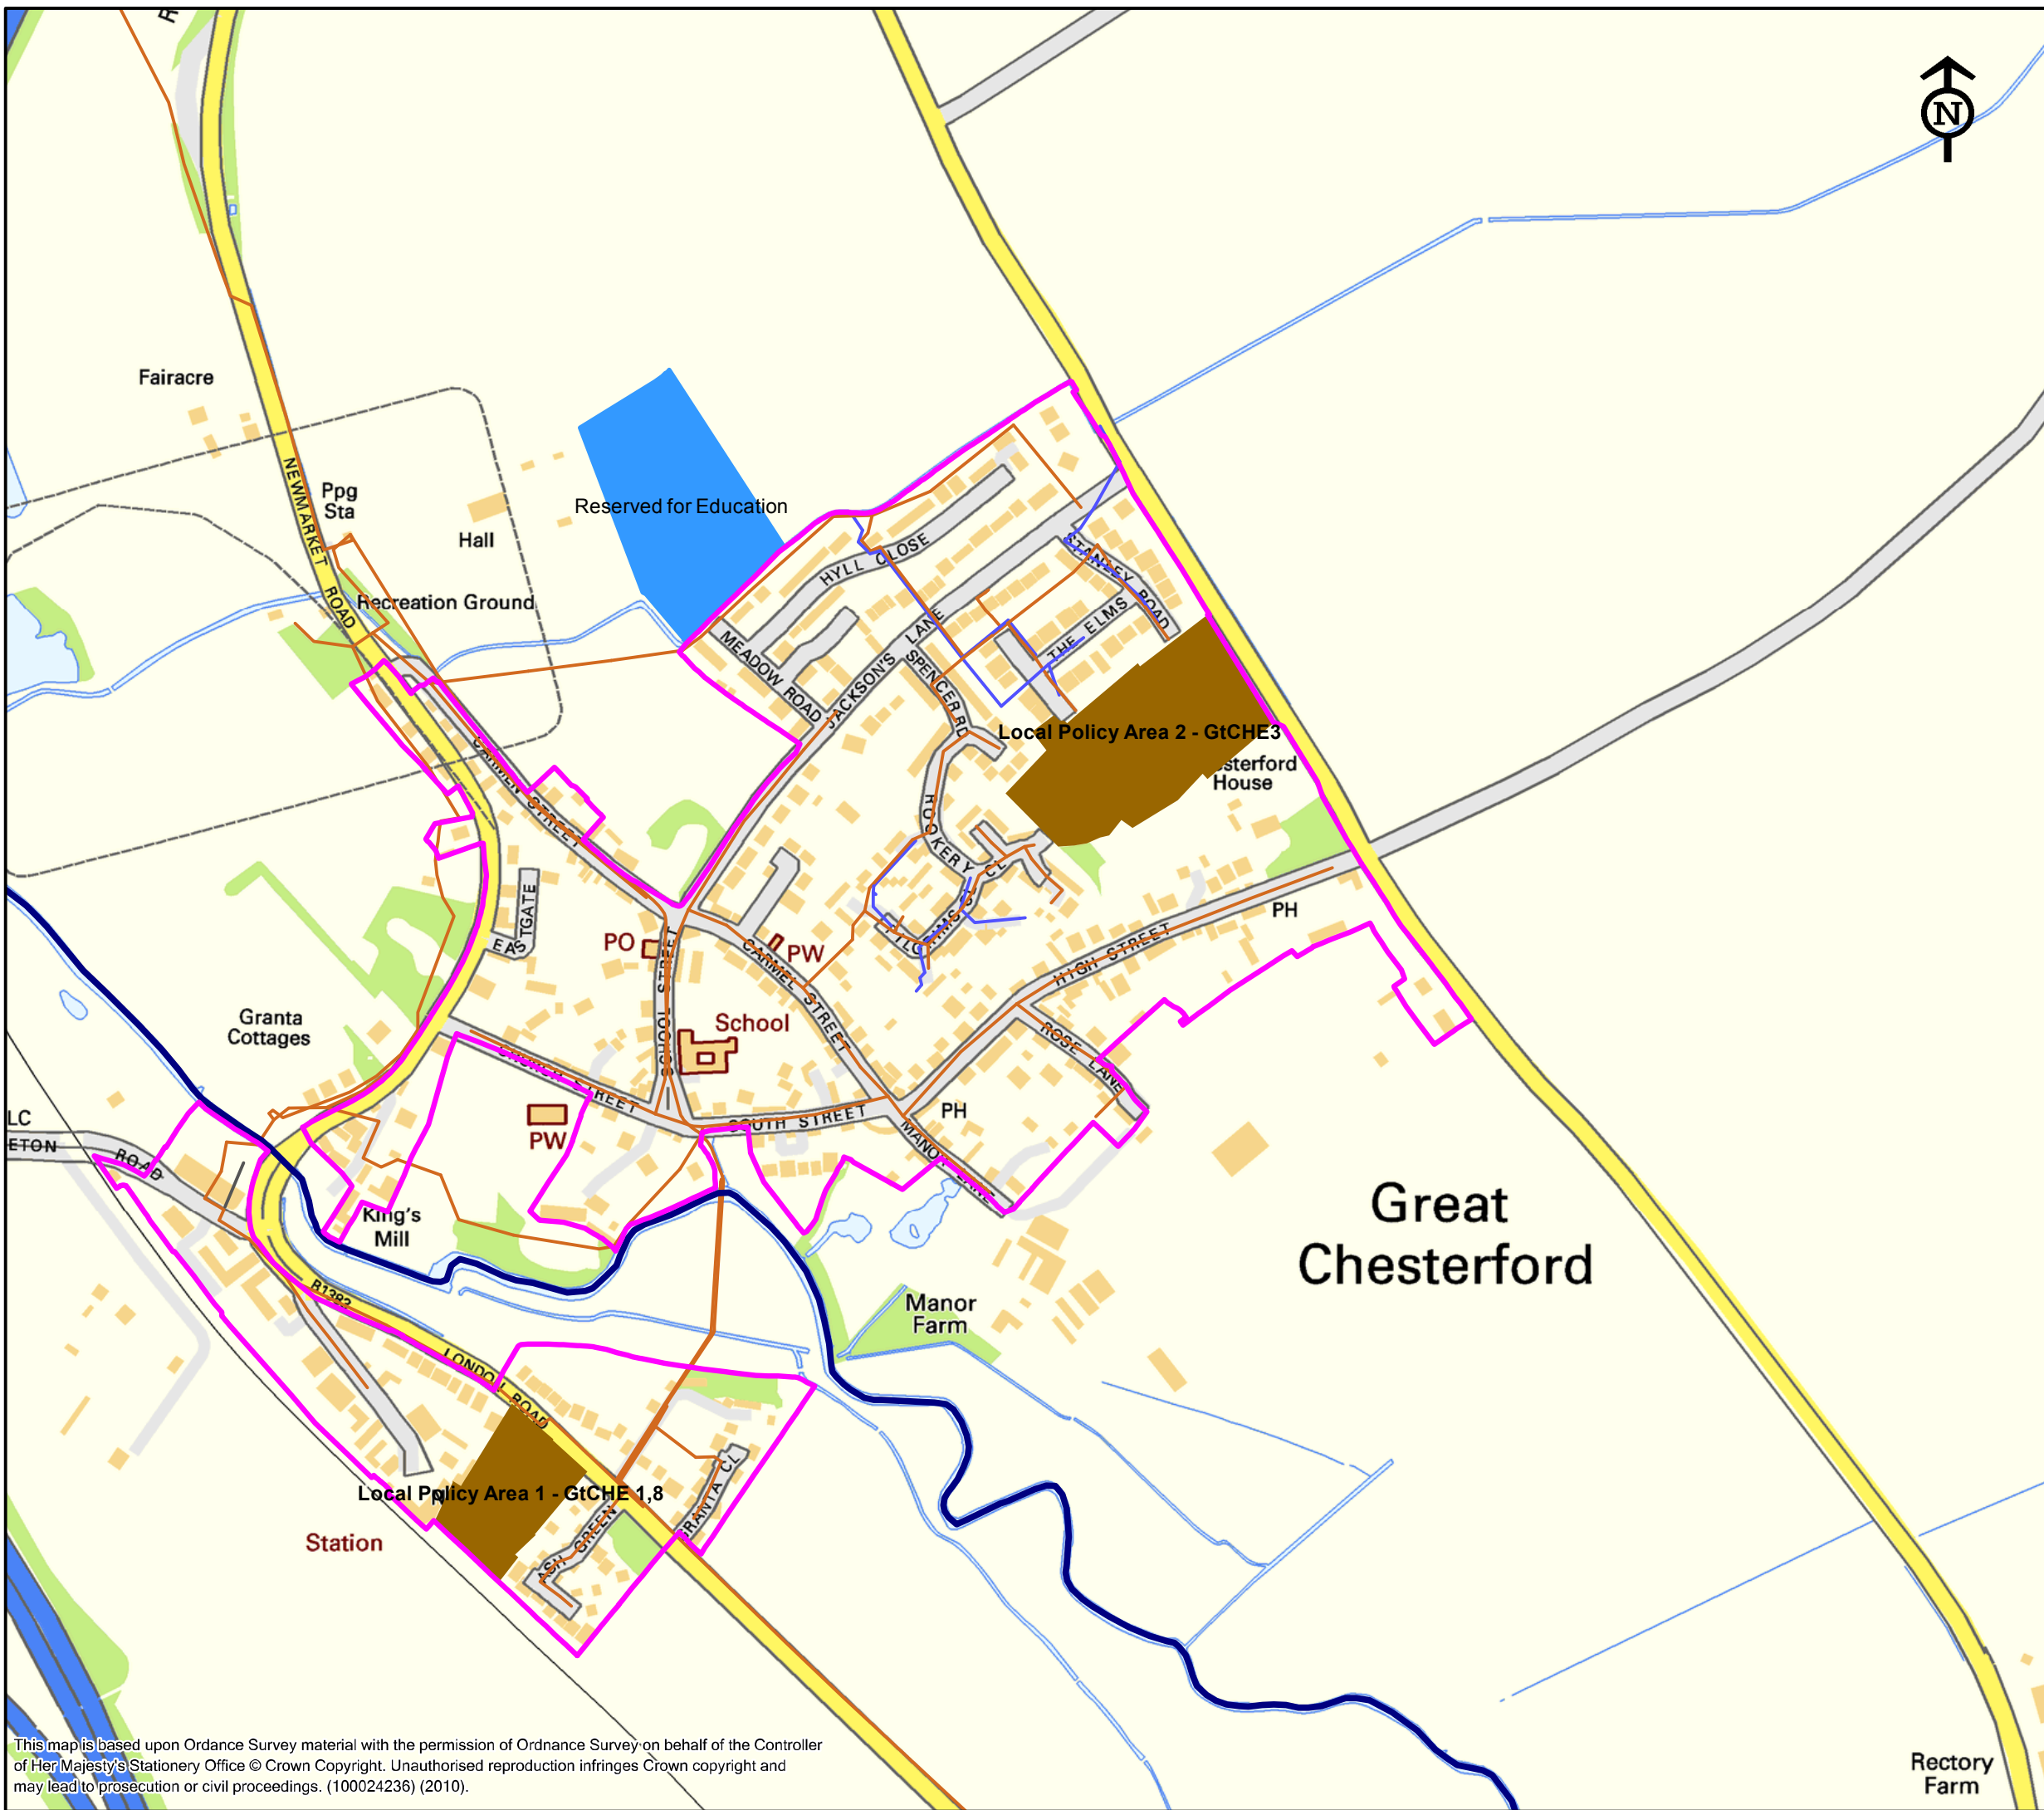 N
Fairacre
NEWMARKET ROAD
Ppg
Sta
Hall
Reserved for Education
Recreation Ground
HYLL CLOSE
STANLEY ROAD
THE ELMS
MEADOW ROAD
JACKSON'S LANE
SPENCER RD
Local Policy Area 2 - GtCHE3
sterford
House
CARMEN STREET
ROOKERY CL
EASTGATE
PO
PW
PH
CARMEL STREET
HIGH STREET
SCHOOL STREET
School
Granta
Cottages
ROSE LANE
CHURCH STREET
LC
ETON ROAD
PW
SOUTH STREET
PH
MANOR LANE
King's
Mill
Great
Chesterford
B1383
Manor
Farm
LONDON ROAD
Local Policy Area 1 - GtCHE 1,8
GRANTA CL
ASH GREEN
Station
This map is based upon Ordance Survey material with the permission of Ordnance Survey on behalf of the Controller
of Her Majesty's Stationery Office © Crown Copyright. Unauthorised reproduction infringes Crown copyright and
may lead to prosecution or civil proceedings. (100024236) (2010).
Rectory
Farm